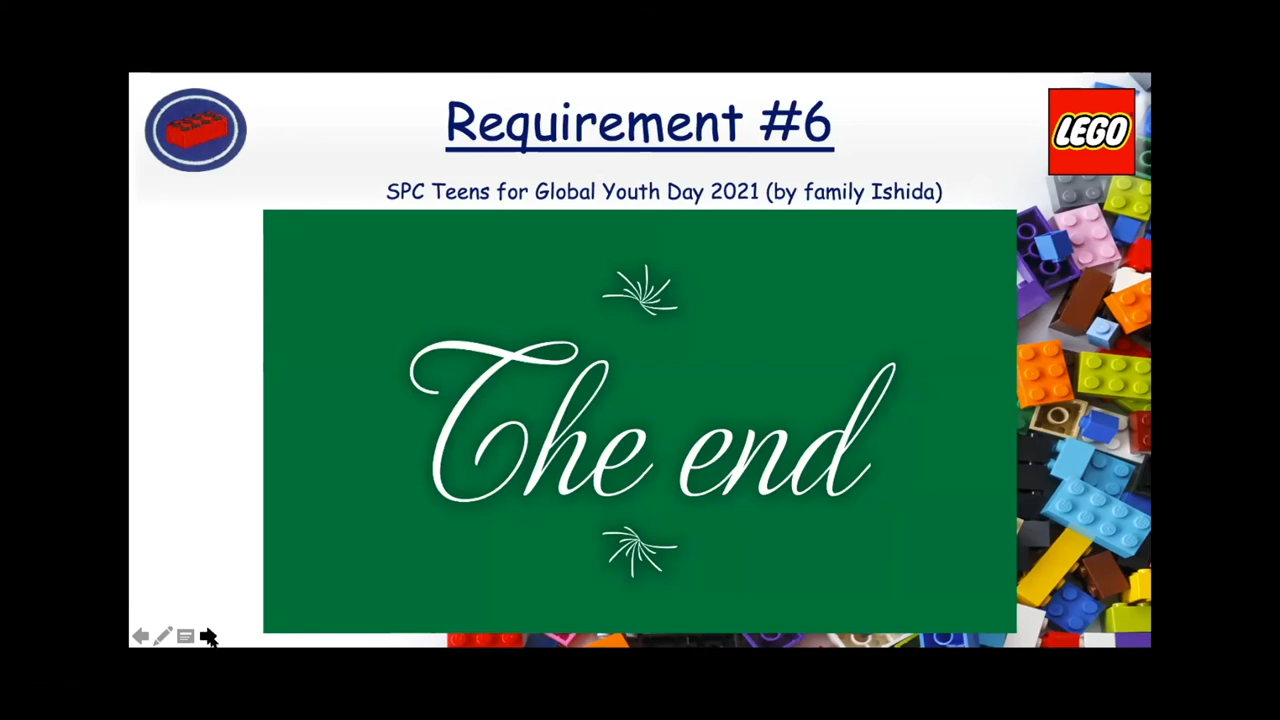 Requirement #6
LEGO
SPC Teens for Global Youth Day 2021 (by family Ishida)
The end